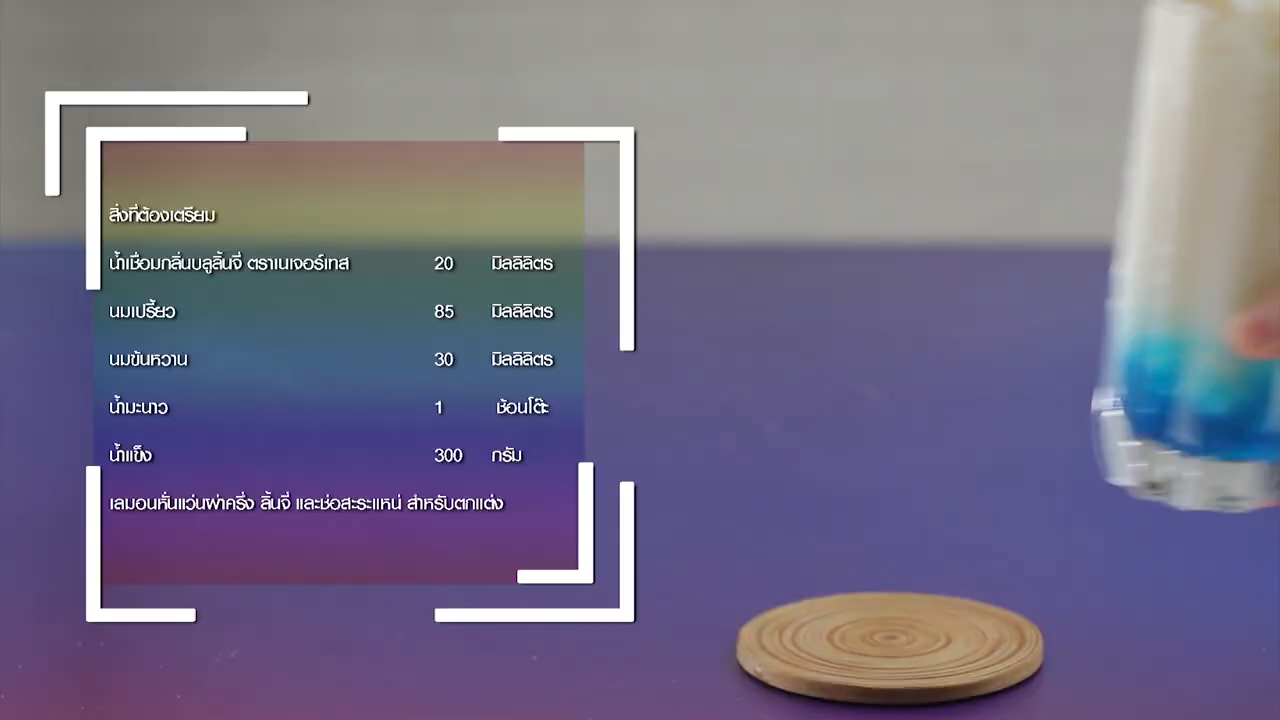 สิ่งที่ต้องเตรียม
น้ำเชื่อมกลิ่นบลูลิ้นจี่ ตราเนเจอร์เทส 20 มิลลิลิตร
นมเปรี้ยว 85 มิลลิลิตร
นมข้นหวาน 30 มิลลิลิตร
น้ำมะนาว 1 ช้อนโต๊ะ
น้ำแข็ง 300 กรัม
เลมอนหั่นแว่นผ่าครึ่ง ลิ้นจี่ และช่อสะระแหน่ สำหรับตกแต่ง